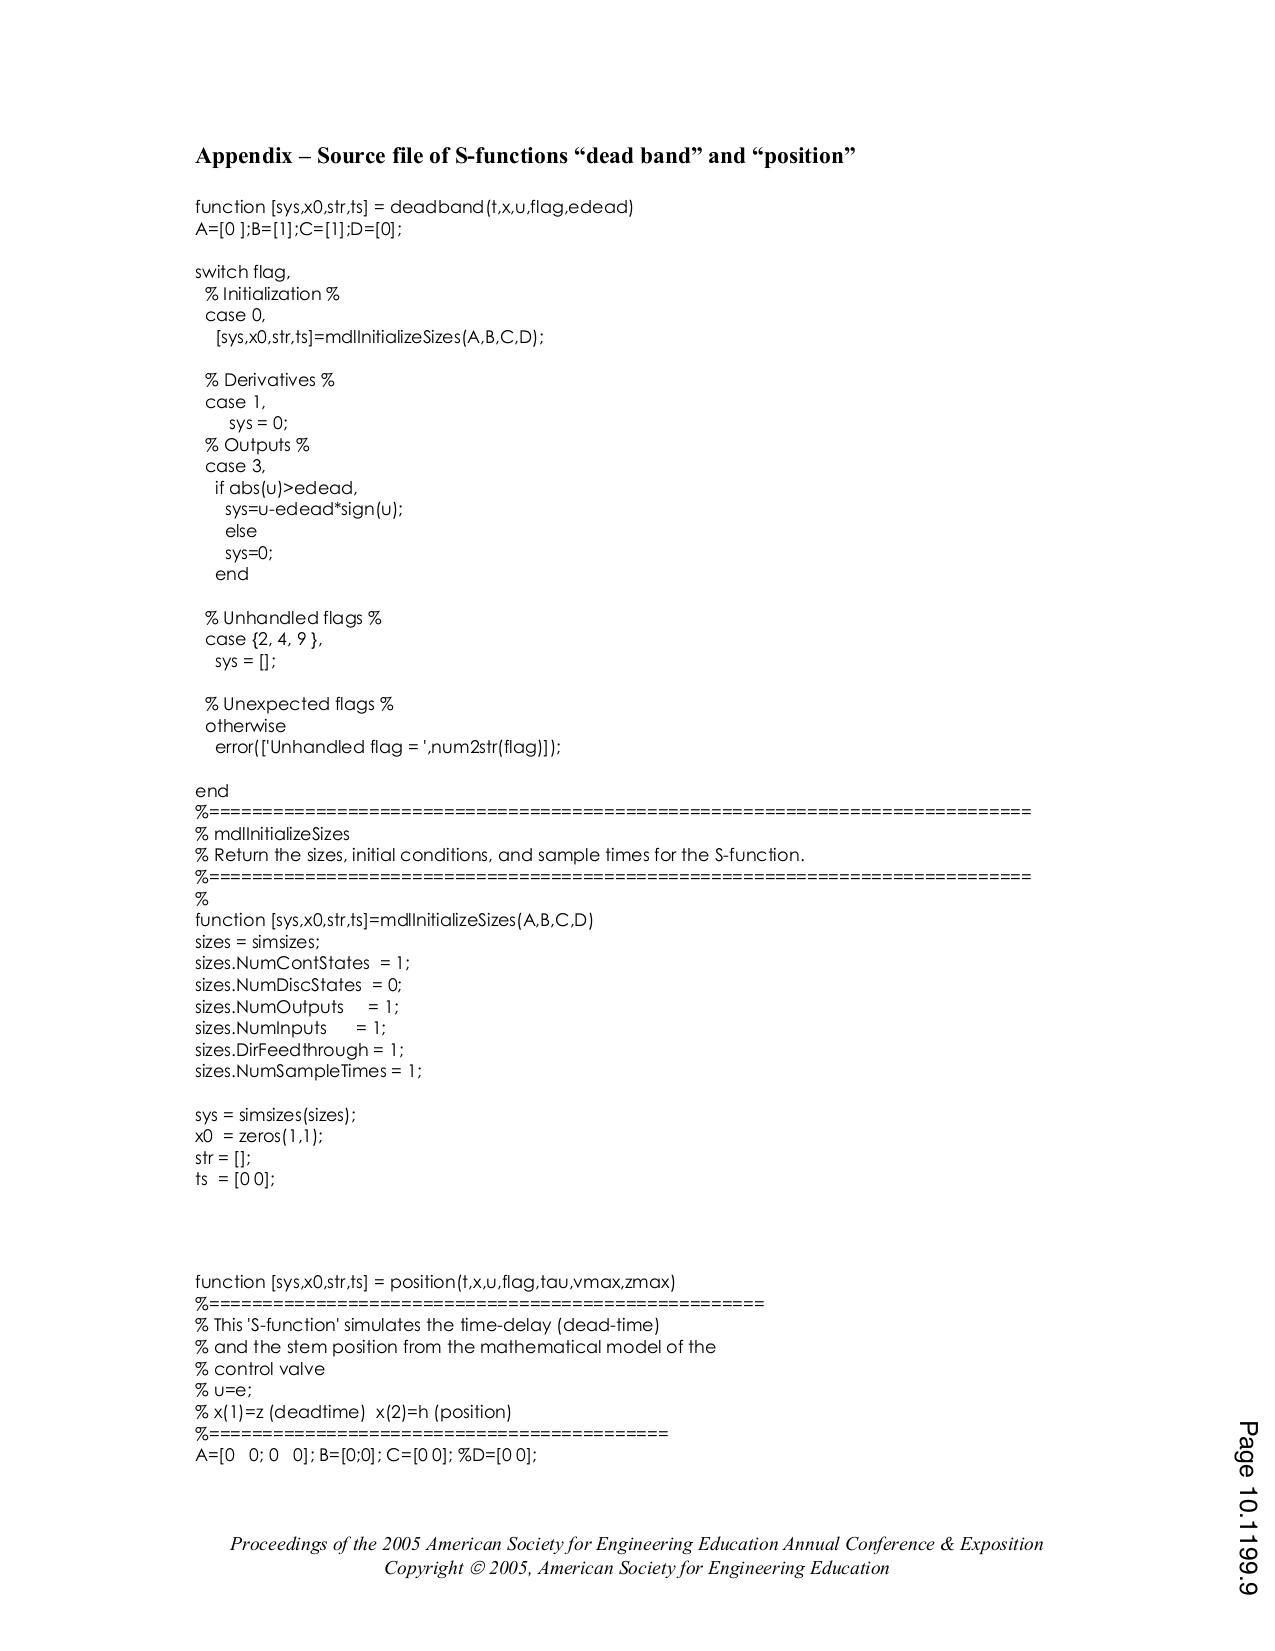 Appendix – Source file of S-functions “dead band” and “position”
function [sys,x0,str,ts] = deadband(t,x,u,flag,edead)
A=[0 ];B=[1];C=[1];D=[0];
switch flag,
% Initialization %
case 0,
[sys,x0,str,ts]=mdlInitializeSizes(A,B,C,D);
% Derivatives %
case 1,
sys = 0;
% Outputs %
case 3,
if abs(u)>edead,
sys=u-edead*sign(u);
else
sys=0;
end
% Unhandled flags %
case {2, 4, 9 },
sys = [];
% Unexpected flags %
otherwise
error(['Unhandled flag = ',num2str(flag)]);
end
%=============================================================================
% mdlInitializeSizes
% Return the sizes, initial conditions, and sample times for the S-function.
%=============================================================================
%
function [sys,x0,str,ts]=mdlInitializeSizes(A,B,C,D)
sizes = simsizes;
sizes.NumContStates  = 1;
sizes.NumDiscStates  = 0;
sizes.NumOutputs     = 1;
sizes.NumInputs      = 1;
sizes.DirFeedthrough = 1;
sizes.NumSampleTimes = 1;
sys = simsizes(sizes);
x0  = zeros(1,1);
str = [];
ts  = [0 0];
function [sys,x0,str,ts] = position(t,x,u,flag,tau,vmax,zmax)
%====================================================
% This 'S-function' simulates the time-delay (dead-time)
% and the stem position from the mathematical model of the
% control valve
% u=e;
% x(1)=z (deadtime)  x(2)=h (position)
%===========================================
A=[0   0; 0   0]; B=[0;0]; C=[0 0]; %D=[0 0];
Proceedings of the 2005 American Society for Engineering Education Annual Conference & Exposition
Copyright © 2005, American Society for Engineering Education
Page 10.1199.9